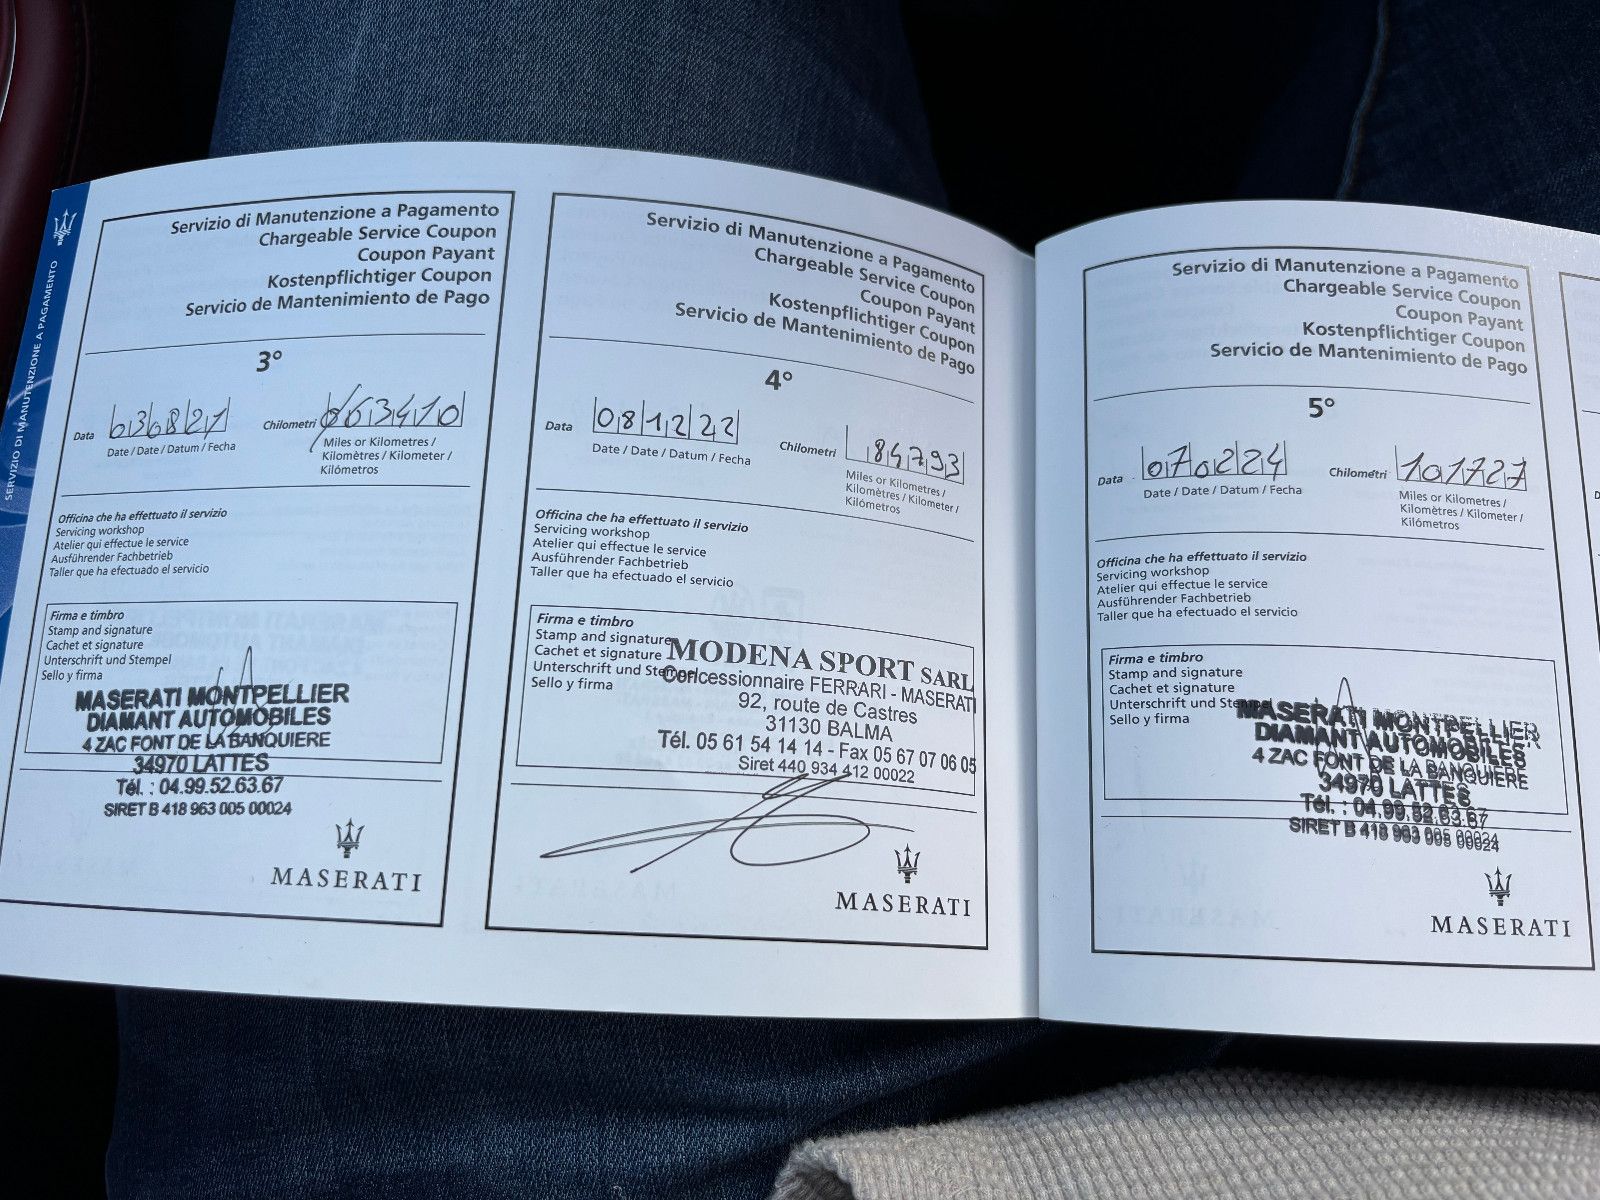 SERVIZIO DI MANUTENZIONE A PAGAMENTO
Servizio di Manutenzione a Pagamento
Chargeable Service Coupon
Coupon Payant
Kostenpflichtiger Coupon
Servicio de Mantenimiento de Pago
3°
Data 030821 Chilometri 063410
Date / Date / Datum / Fecha
Miles or Kilometres /
Kilomètres / Kilometer /
Kilómetros
Officina che ha effettuato il servizio
Servicing workshop
Atelier qui effectue le service
Ausführender Fachbetrieb
Taller que ha efectuado el servicio
Firma e timbro
Stamp and signature
Cachet et signature
Unterschrift und Stempel
Sello y firma
MASERATI MONTPELLIER
DIAMANT AUTOMOBILES
4 ZAC FONT DE LA BANQUIERE
34970 LATTES
Tél. : 04.99.52.63.67
SIRET B 418 963 005 00024
MASERATI
Servizio di Manutenzione a Pagamento
Chargeable Service Coupon
Coupon Payant
Kostenpflichtiger Coupon
Servicio de Mantenimiento de Pago
4°
Data 081222 Chilometri 84793
Date / Date / Datum / Fecha
Miles or Kilometres /
Kilomètres / Kilometer /
Kilómetros
Officina che ha effettuato il servizio
Servicing workshop
Atelier qui effectue le service
Ausführender Fachbetrieb
Taller que ha efectuado el servicio
Firma e timbro
Stamp and signature
Cachet et signature
Unterschrift und Stempel
Sello y firma
MODENA SPORT SARL
Concessionnaire FERRARI - MASERATI
92, route de Castres
31130 BALMA
Tél. 05 61 54 14 14 - Fax 05 67 07 06 05
Siret 440 934 412 00022
MASERATI
Servizio di Manutenzione a Pagamento
Chargeable Service Coupon
Coupon Payant
Kostenpflichtiger Coupon
Servicio de Mantenimiento de Pago
5°
Data 070224 Chilometri 101727
Date / Date / Datum / Fecha
Miles or Kilometres /
Kilomètres / Kilometer /
Kilómetros
Officina che ha effettuato il servizio
Servicing workshop
Atelier qui effectue le service
Ausführender Fachbetrieb
Taller que ha efectuado el servicio
Firma e timbro
Stamp and signature
Cachet et signature
Unterschrift und Stempel
Sello y firma
MASERATI MONTPELLIER
DIAMANT AUTOMOBILES
4 ZAC FONT DE LA BANQUIERE
34970 LATTES
Tél. : 04.99.52.63.67
SIRET B 418 963 005 00024
MASERATI